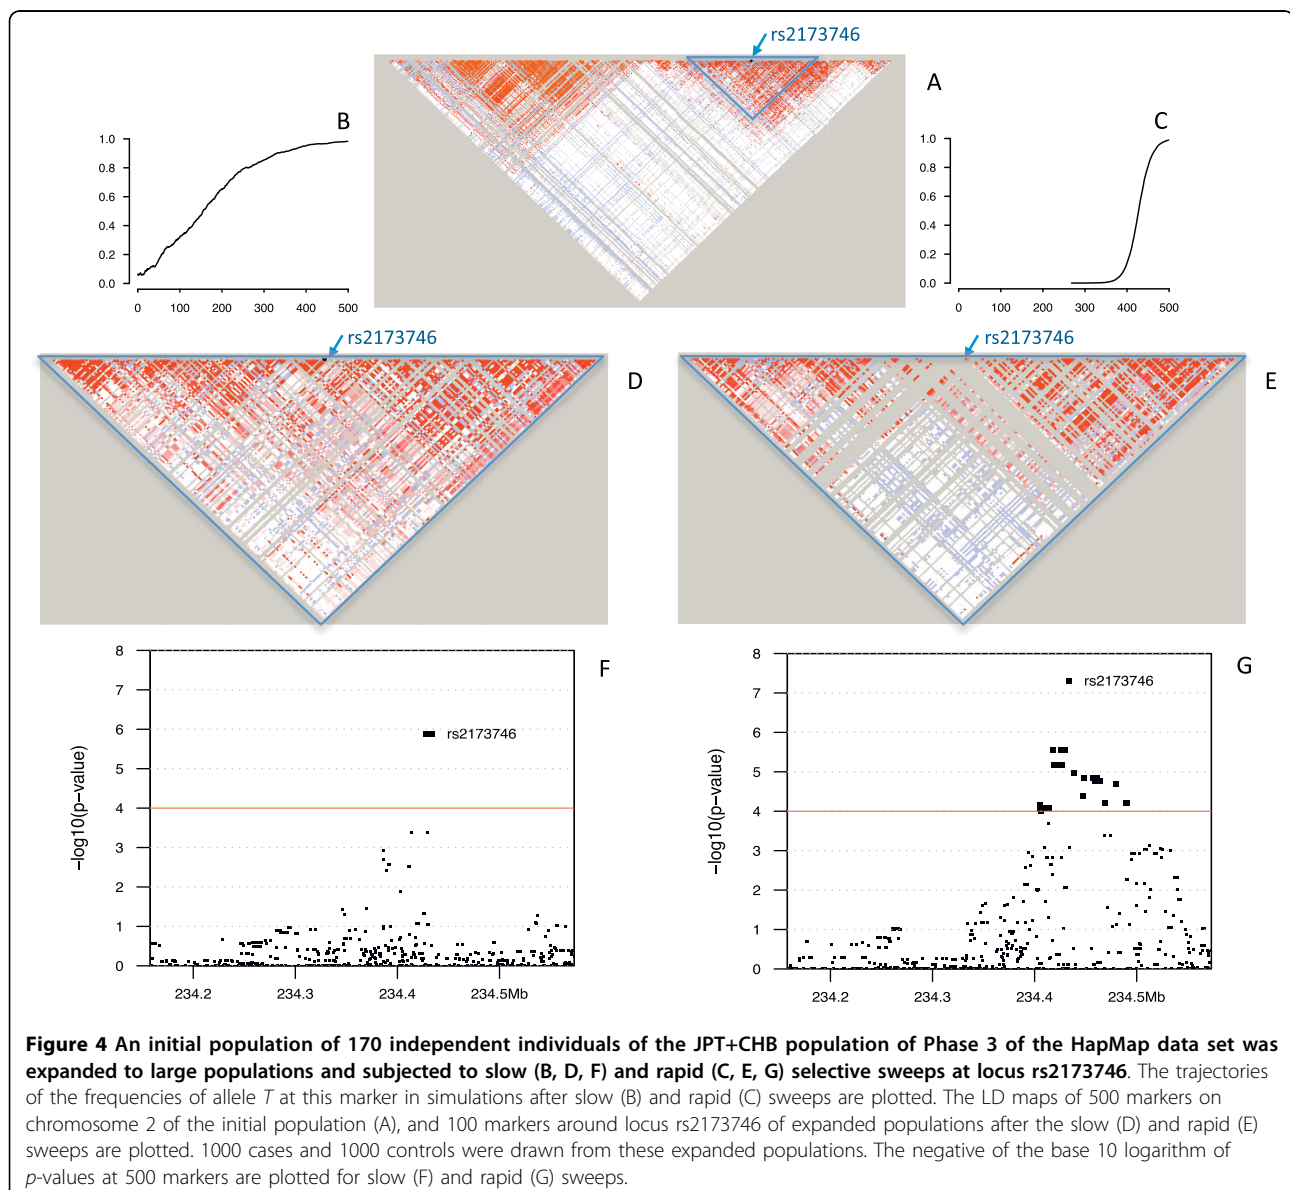 rs2173746
A
B
1.0
0.8
0.6
0.4
0.2
0.0
0 100 200 300 400 500
C
1.0
0.8
0.6
0.4
0.2
0.0
0 100 200 300 400 500
rs2173746
D
rs2173746
E
8
7
6
5
4
3
2
1
0
-log10(p-value)
F
rs2173746
234.2 234.3 234.4 234.5Mb
8
7
6
5
4
3
2
1
0
-log10(p-value)
G
rs2173746
234.2 234.3 234.4 234.5Mb
Figure 4 An initial population of 170 independent individuals of the JPT+CHB population of Phase 3 of the HapMap data set was
expanded to large populations and subjected to slow (B, D, F) and rapid (C, E, G) selective sweeps at locus rs2173746. The trajectories
of the frequencies of allele T at this marker in simulations after slow (B) and rapid (C) sweeps are plotted. The LD maps of 500 markers on
chromosome 2 of the initial population (A), and 100 markers around locus rs2173746 of expanded populations after the slow (D) and rapid (E)
sweeps are plotted. 1000 cases and 1000 controls were drawn from these expanded populations. The negative of the base 10 logarithm of
p-values at 500 markers are plotted for slow (F) and rapid (G) sweeps.